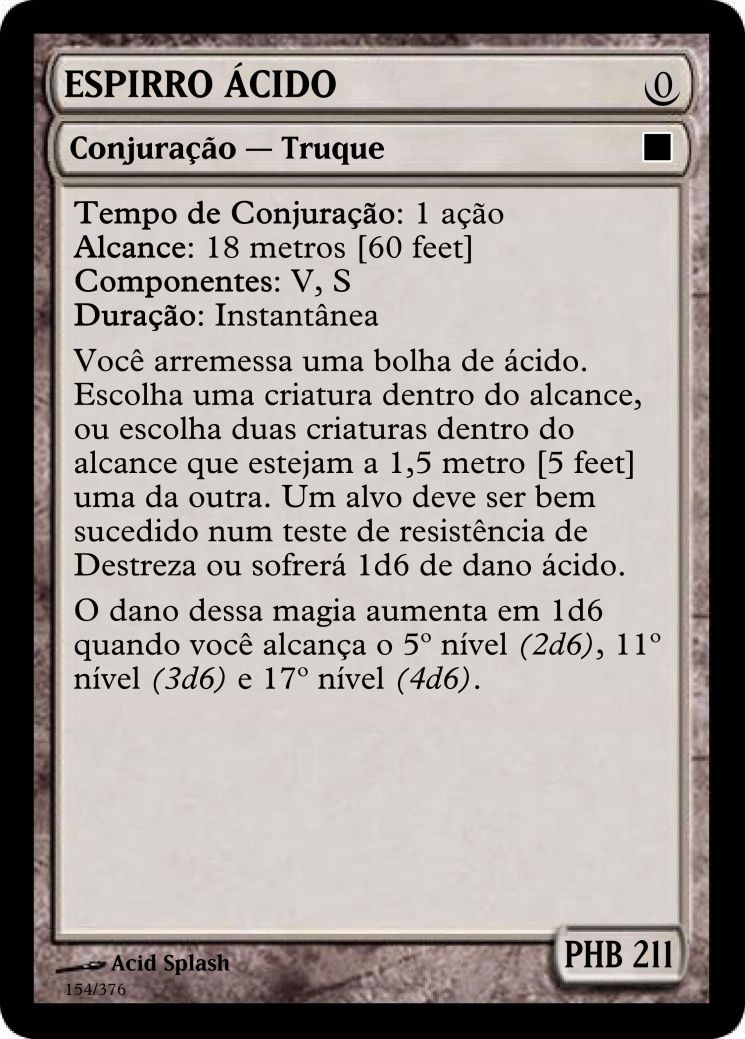 ESPIRRO ÁCIDO 0
Conjuração — Truque
Tempo de Conjuração: 1 ação
Alcance: 18 metros [60 feet]
Componentes: V, S
Duração: Instantânea
Você arremessa uma bolha de ácido.
Escolha uma criatura dentro do alcance,
ou escolha duas criaturas dentro do
alcance que estejam a 1,5 metro [5 feet]
uma da outra. Um alvo deve ser bem
sucedido num teste de resistência de
Destreza ou sofrerá 1d6 de dano ácido.
O dano dessa magia aumenta em 1d6
quando você alcança o 5º nível (2d6), 11º
nível (3d6) e 17º nível (4d6).
PHB 211
Acid Splash
154/376